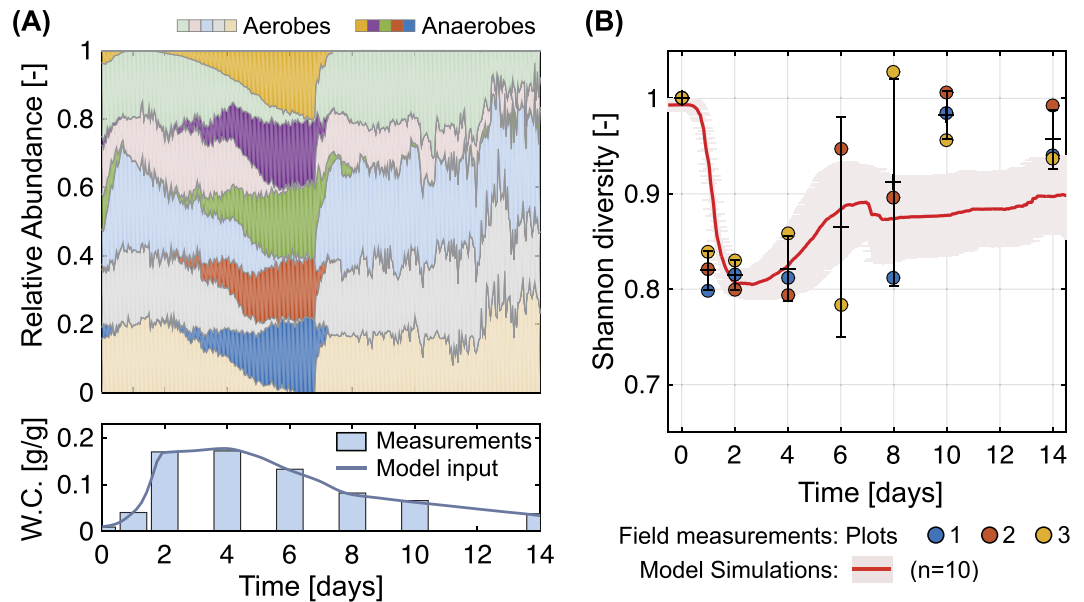 (A)
Aerobes Anaerobes
Relative Abundance [-]
1
0.8
0.6
0.4
0.2
0
W.C. [g/g]
0.2
0.1
0
Measurements
Model input
0 2 4 6 8 10 12 14
Time [days]
(B)
Shannon diversity [-]
1
0.9
0.8
0.7
0 2 4 6 8 10 12 14
Time [days]
Field measurements: Plots 1 2 3
Model Simulations: (n=10)